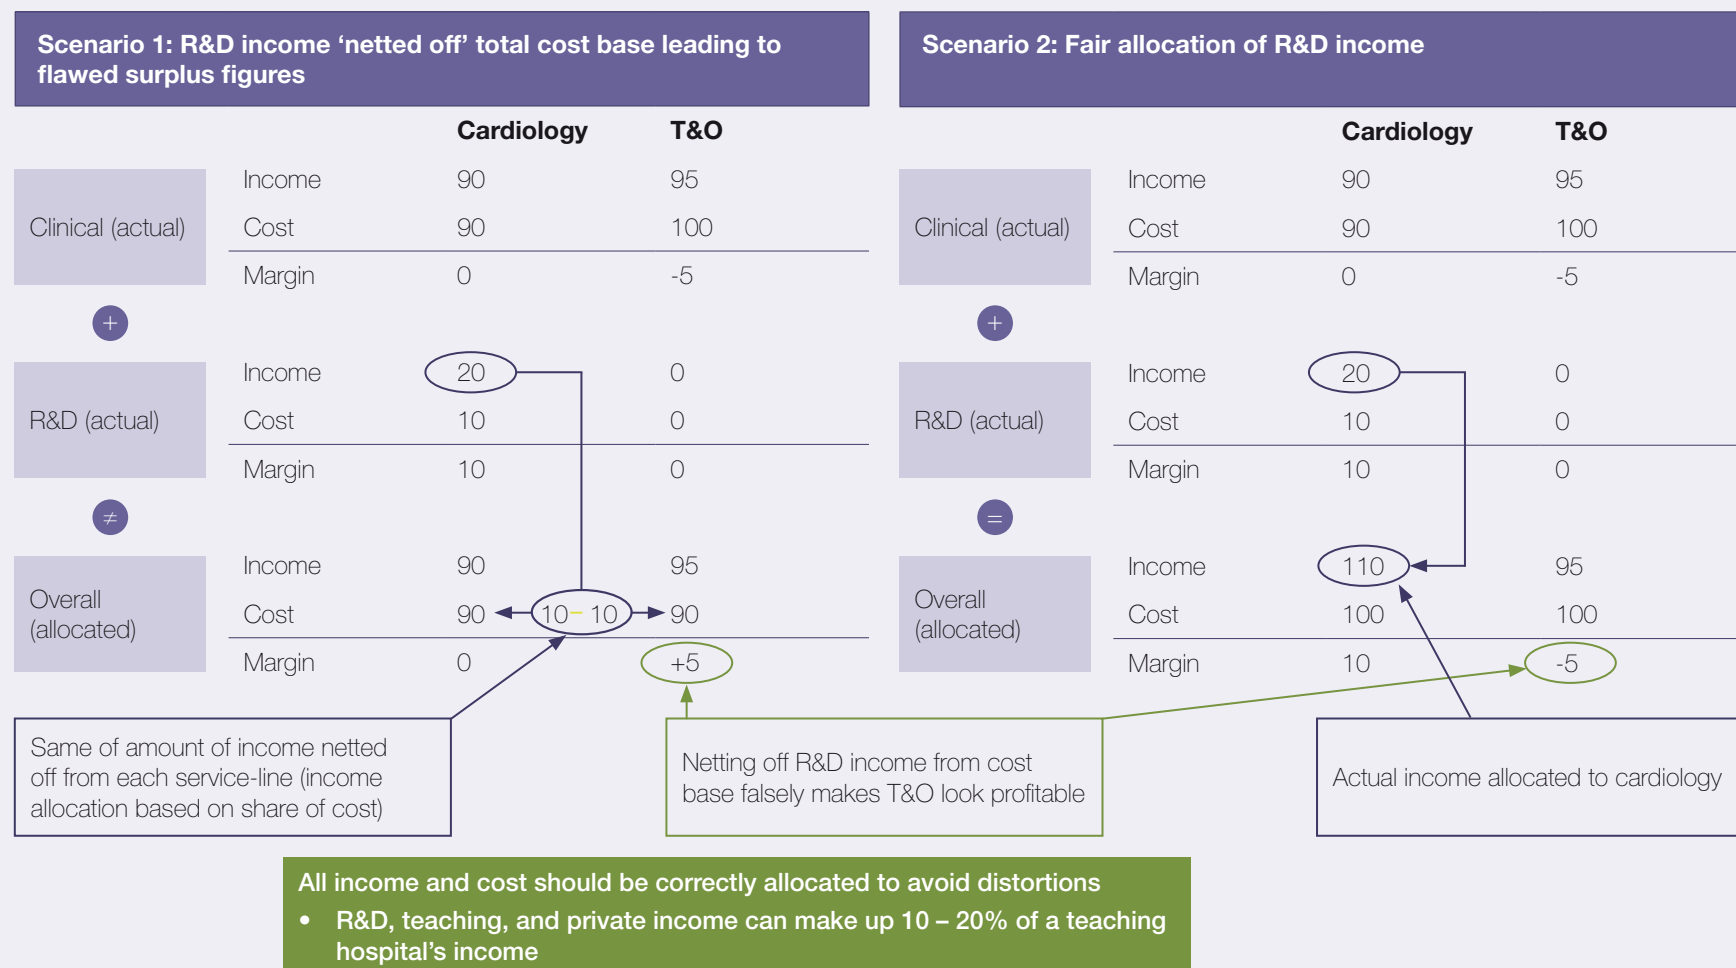 Scenario 1: R&D income ‘netted off’ total cost base leading to
flawed surplus figures
Cardiology T&O
Clinical (actual)
Income 90 95
Cost 90 100
Margin 0 -5
+
R&D (actual)
Income 20 0
Cost 10 0
Margin 10 0
≠
Overall
(allocated)
Income 90 95
Cost 90 10 – 10 90
Margin 0 +5
Same of amount of income netted
off from each service-line (income
allocation based on share of cost)
Netting off R&D income from cost
base falsely makes T&O look profitable
Scenario 2: Fair allocation of R&D income
Cardiology T&O
Clinical (actual)
Income 90 95
Cost 90 100
Margin 0 -5
+
R&D (actual)
Income 20 0
Cost 10 0
Margin 10 0
=
Overall
(allocated)
Income 110 95
Cost 100 100
Margin 10 -5
Actual income allocated to cardiology
All income and cost should be correctly allocated to avoid distortions
• R&D, teaching, and private income can make up 10 – 20% of a teaching
hospital’s income